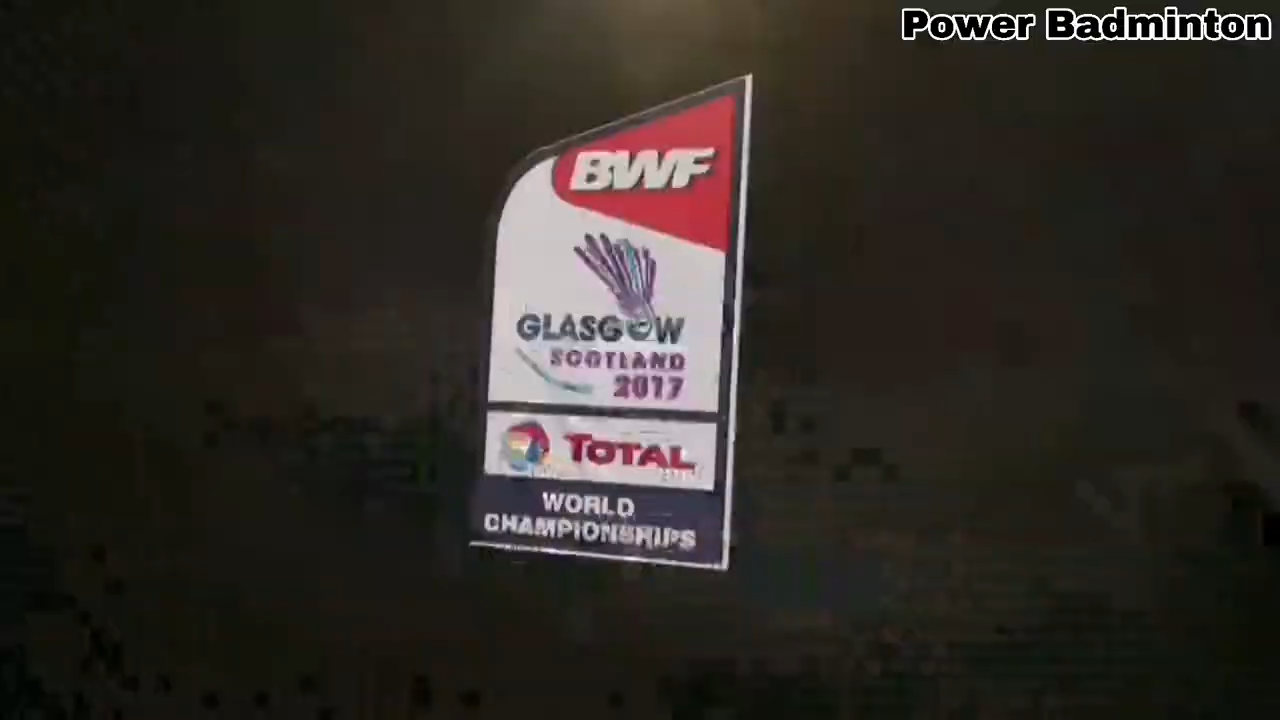 Power Badminton
BWF
GLASGOW
SCOTLAND
2017
TOTAL
WORLD
CHAMPIONSHIPS